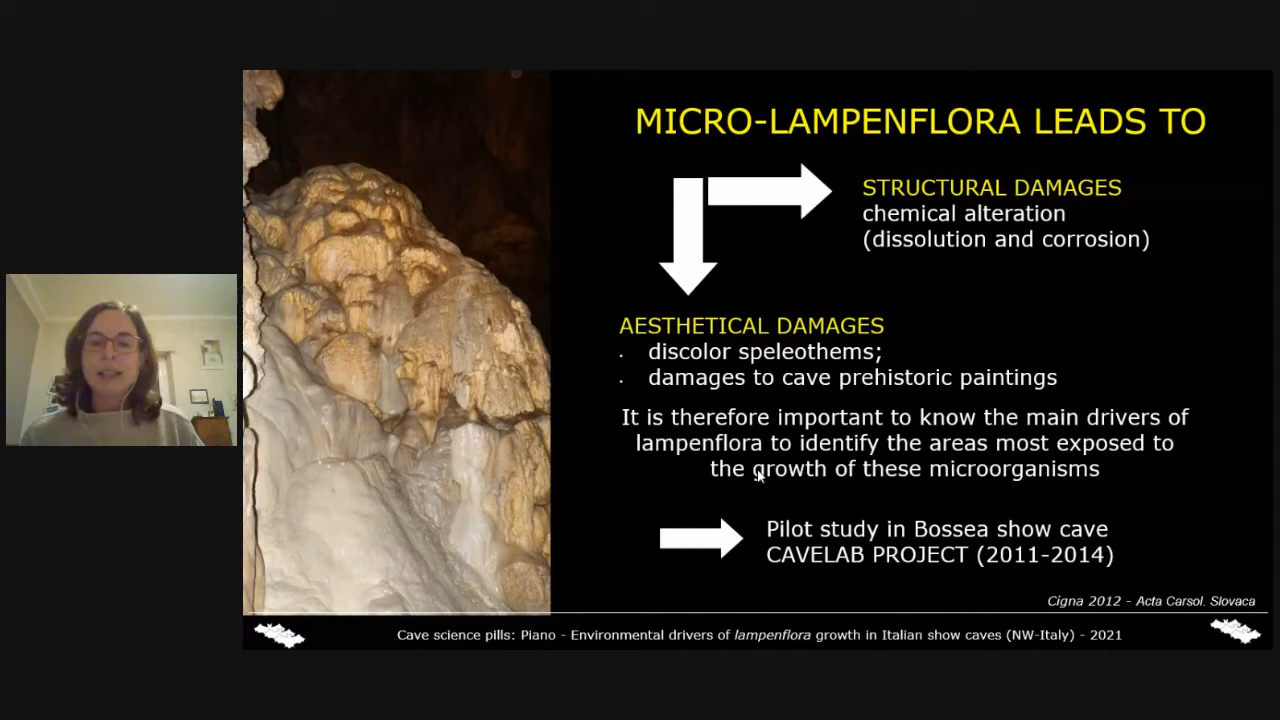 MICRO-LAMPENFLORA LEADS TO
STRUCTURAL DAMAGES
chemical alteration
(dissolution and corrosion)
AESTHETICAL DAMAGES
· discolor speleothems;
· damages to cave prehistoric paintings
It is therefore important to know the main drivers of
lampenflora to identify the areas most exposed to
the growth of these microorganisms
Pilot study in Bossea show cave
CAVELAB PROJECT (2011-2014)
Cigna 2012 - Acta Carsol. Slovaca
Cave science pills: Piano - Environmental drivers of lampenflora growth in Italian show caves (NW-Italy) - 2021